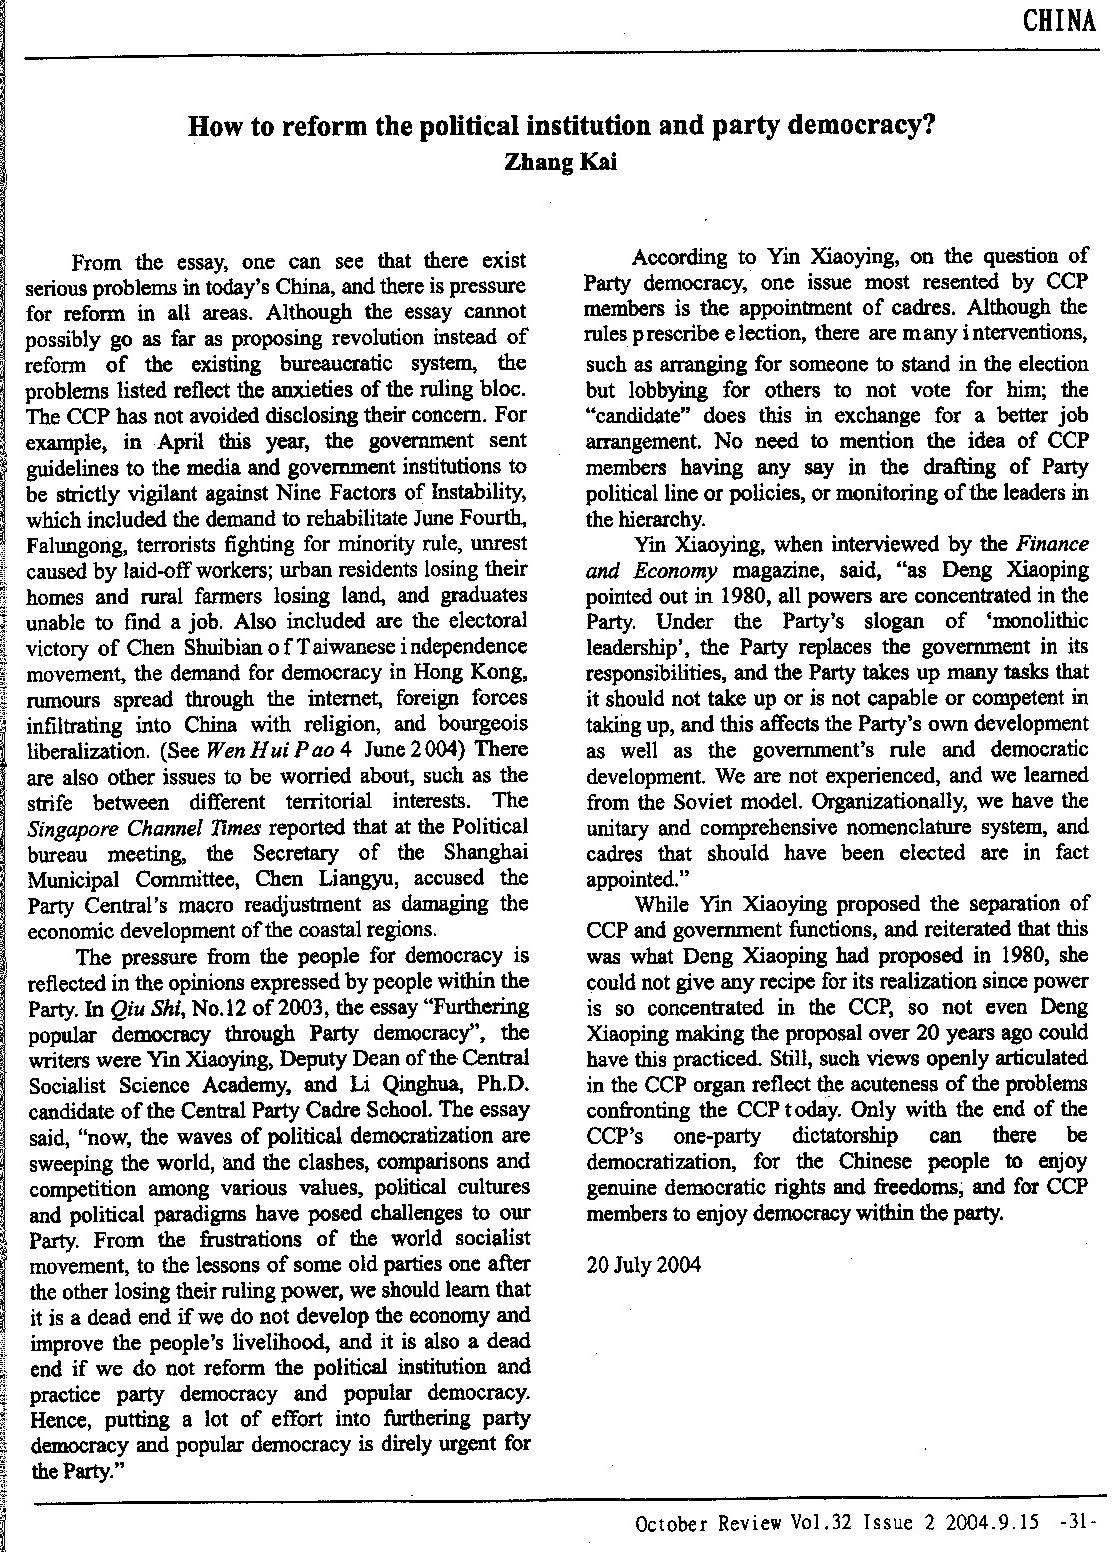 CHINA
How to reform the political institution and party democracy?
Zhang Kai
From the essay, one can see that there exist
serious problems in today's China, and there is pressure
for reform in all areas. Although the essay cannot
possibly go as far as proposing revolution instead of
reform of the existing bureaucratic system, the
problems listed reflect the anxieties of the ruling bloc.
The CCP has not avoided disclosing their concern. For
example, in April this year, the government sent
guidelines to the media and government institutions to
be strictly vigilant against Nine Factors of Instability,
which included the demand to rehabilitate June Fourth,
Falungong, terrorists fighting for minority rule, unrest
caused by laid-off workers; urban residents losing their
homes and rural farmers losing land, and graduates
unable to find a job. Also included are the electoral
victory of Chen Shuibian of Taiwanese independence
movement, the demand for democracy in Hong Kong,
rumours spread through the internet, foreign forces
infiltrating into China with religion, and bourgeois
liberalization. (See Wen Hui Pao 4 June 2004) There
are also other issues to be worried about, such as the
strife between different territorial interests. The
Singapore Channel Times reported that at the Political
bureau meeting, the Secretary of the Shanghai
Municipal Committee, Chen Liangyu, accused the
Party Central's macro readjustment as damaging the
economic development of the coastal regions.
The pressure from the people for democracy is
reflected in the opinions expressed by people within the
Party. In Qiu Shi, No.12 of 2003, the essay "Furthering
popular democracy through Party democracy", the
writers were Yin Xiaoying, Deputy Dean of the Central
Socialist Science Academy, and Li Qinghua, Ph.D.
candidate of the Central Party Cadre School. The essay
said, "now, the waves of political democratization are
sweeping the world, and the clashes, comparisons and
competition among various values, political cultures
and political paradigms have posed challenges to our
Party. From the frustrations of the world socialist
movement, to the lessons of some old parties one after
the other losing their ruling power, we should learn that
it is a dead end if we do not develop the economy and
improve the people's livelihood, and it is also a dead
end if we do not reform the political institution and
practice party democracy and popular democracy.
Hence, putting a lot of effort into furthering party
democracy and popular democracy is direly urgent for
the Party."
According to Yin Xiaoying, on the question of
Party democracy, one issue most resented by CCP
members is the appointment of cadres. Although the
rules prescribe election, there are many interventions,
such as arranging for someone to stand in the election
but lobbying for others to not vote for him; the
"candidate" does this in exchange for a better job
arrangement. No need to mention the idea of CCP
members having any say in the drafting of Party
political line or policies, or monitoring of the leaders in
the hierarchy.
Yin Xiaoying, when interviewed by the Finance
and Economy magazine, said, "as Deng Xiaoping
pointed out in 1980, all powers are concentrated in the
Party. Under the Party's slogan of 'monolithic
leadership', the Party replaces the government in its
responsibilities, and the Party takes up many tasks that
it should not take up or is not capable or competent in
taking up, and this affects the Party's own development
as well as the government's rule and democratic
development. We are not experienced, and we learned
from the Soviet model. Organizationally, we have the
unitary and comprehensive nomenclature system, and
cadres that should have been elected are in fact
appointed."
While Yin Xiaoying proposed the separation of
CCP and government functions, and reiterated that this
was what Deng Xiaoping had proposed in 1980, she
could not give any recipe for its realization since power
is so concentrated in the CCP, so not even Deng
Xiaoping making the proposal over 20 years ago could
have this practiced. Still, such views openly articulated
in the CCP organ reflect the acuteness of the problems
confronting the CCP today. Only with the end of the
CCP's one-party dictatorship can there be
democratization, for the Chinese people to enjoy
genuine democratic rights and freedoms, and for CCP
members to enjoy democracy within the party.
20 July 2004
October Review Vol.32 Issue 2 2004.9.15 -31-